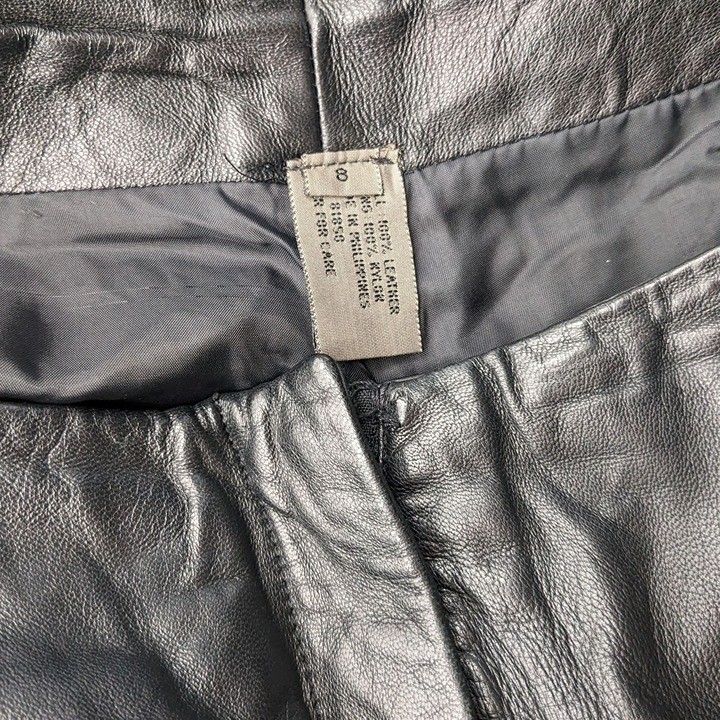 8
100% LEATHER
100% NYLON
IN PHILIPPINES
81850
FOR CARE